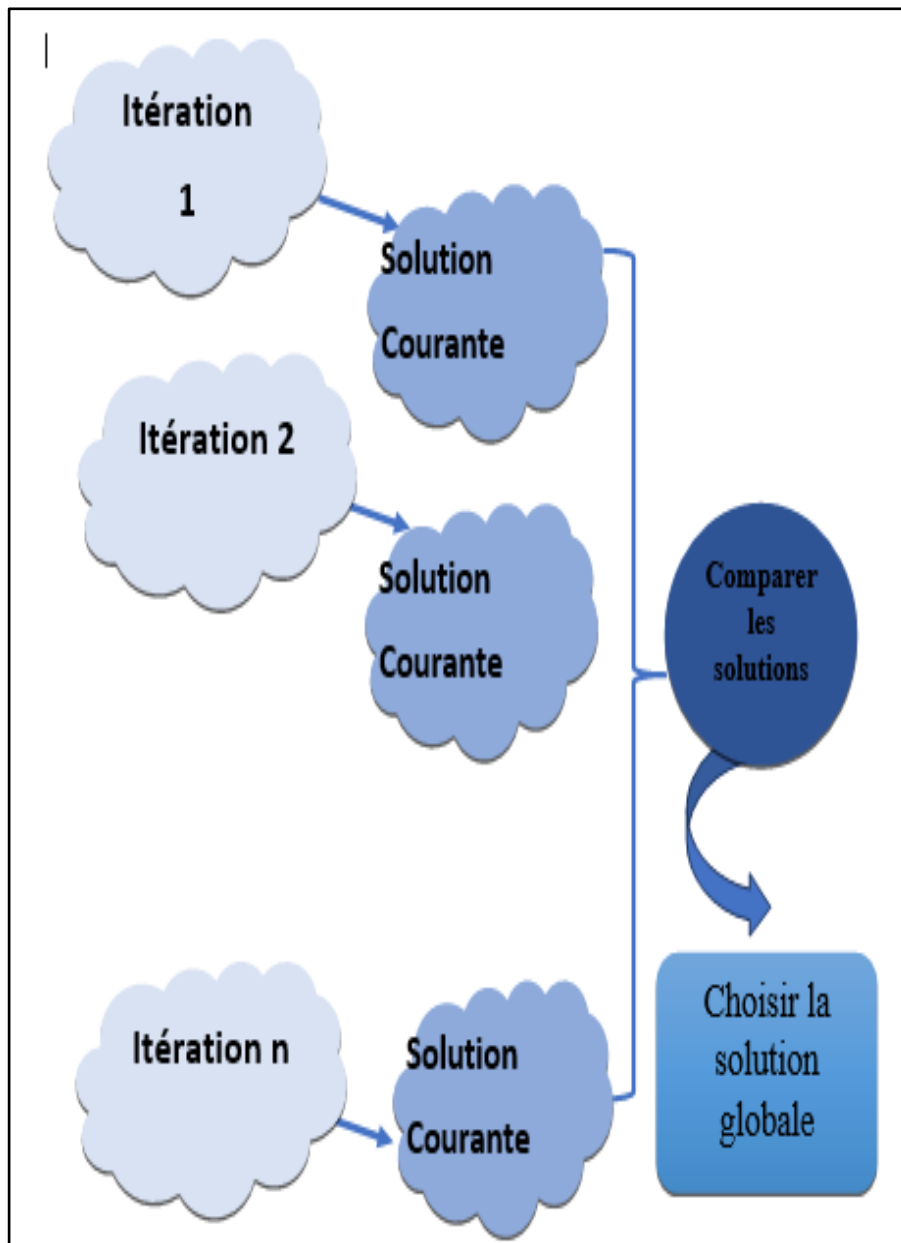 Itération
1
Solution
Courante
Itération 2
Solution
Courante
Comparer
les
solutions
Itération n
Solution
Courante
Choisir la
solution
globale